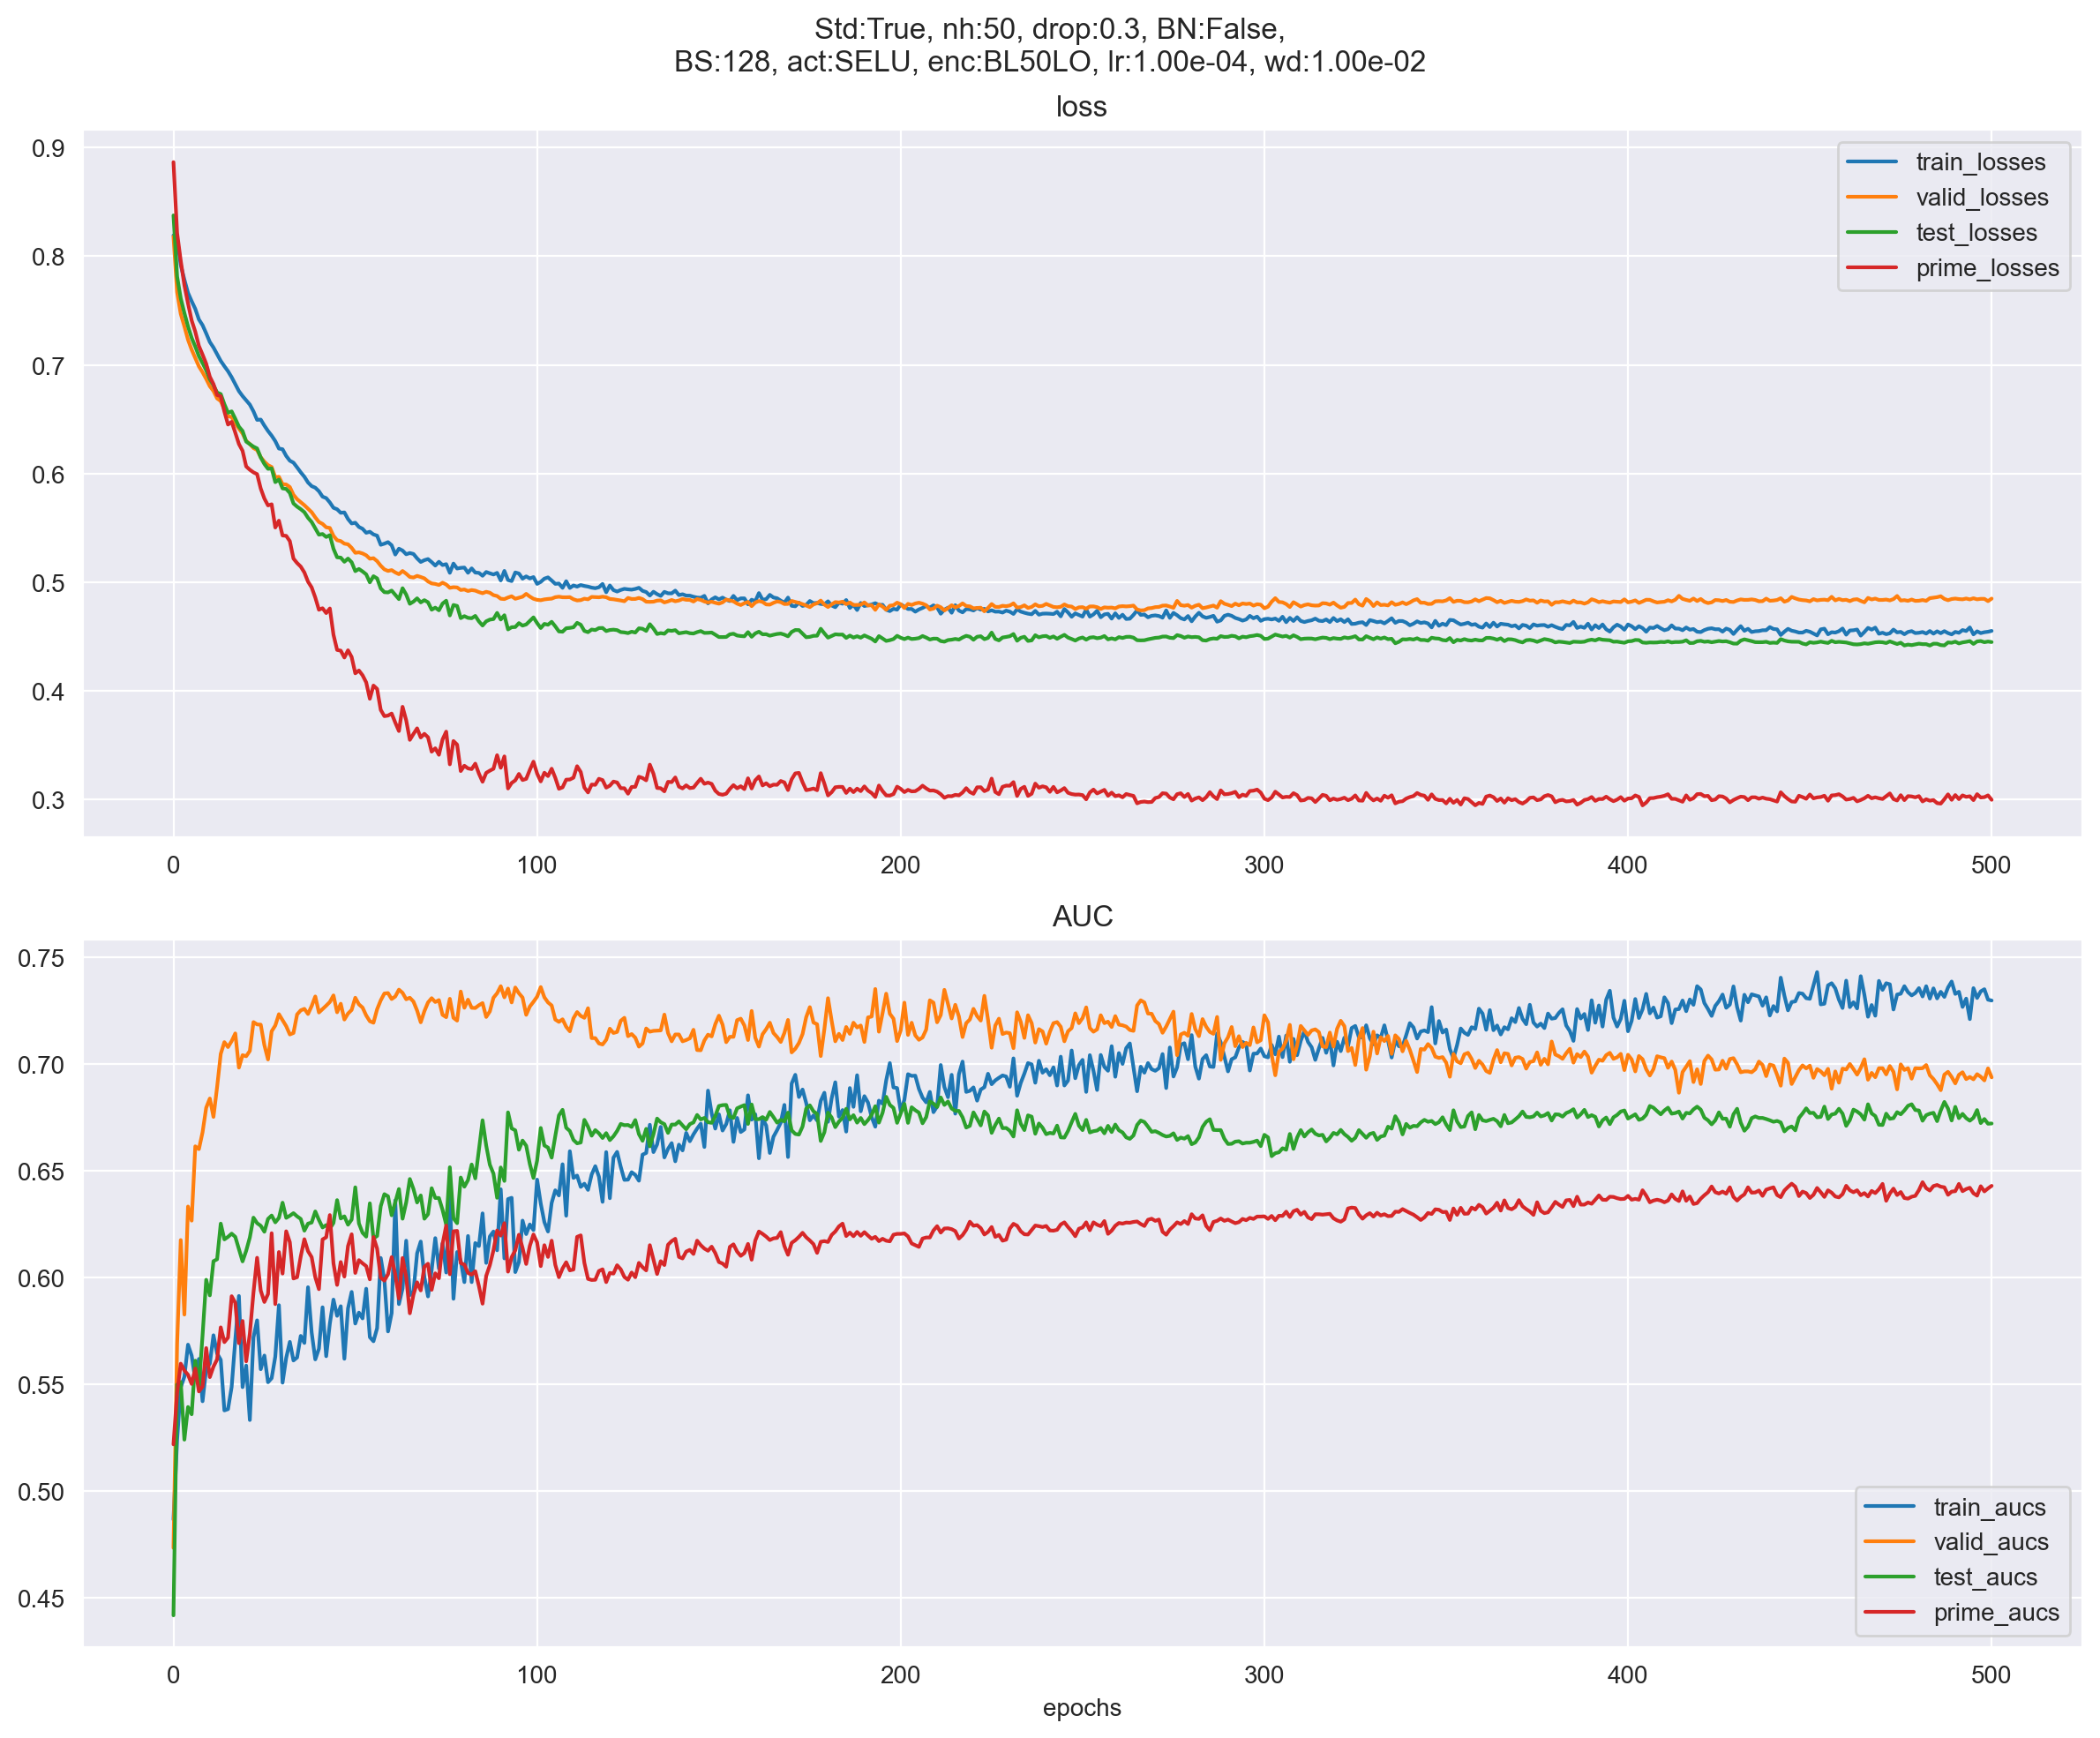 Std:True, nh:50, drop:0.3, BN:False,
BS:128, act:SELU, enc:BL50LO, lr:1.00e-04, wd:1.00e-02
loss
0.9
0.8
0.7
0.6
0.5
0.4
0.3
train_losses
valid_losses
test_losses
prime_losses
0 100 200 300 400 500
AUC
0.75
0.70
0.65
0.60
0.55
0.50
0.45
train_aucs
valid_aucs
test_aucs
prime_aucs
0 100 200 300 400 500
epochs